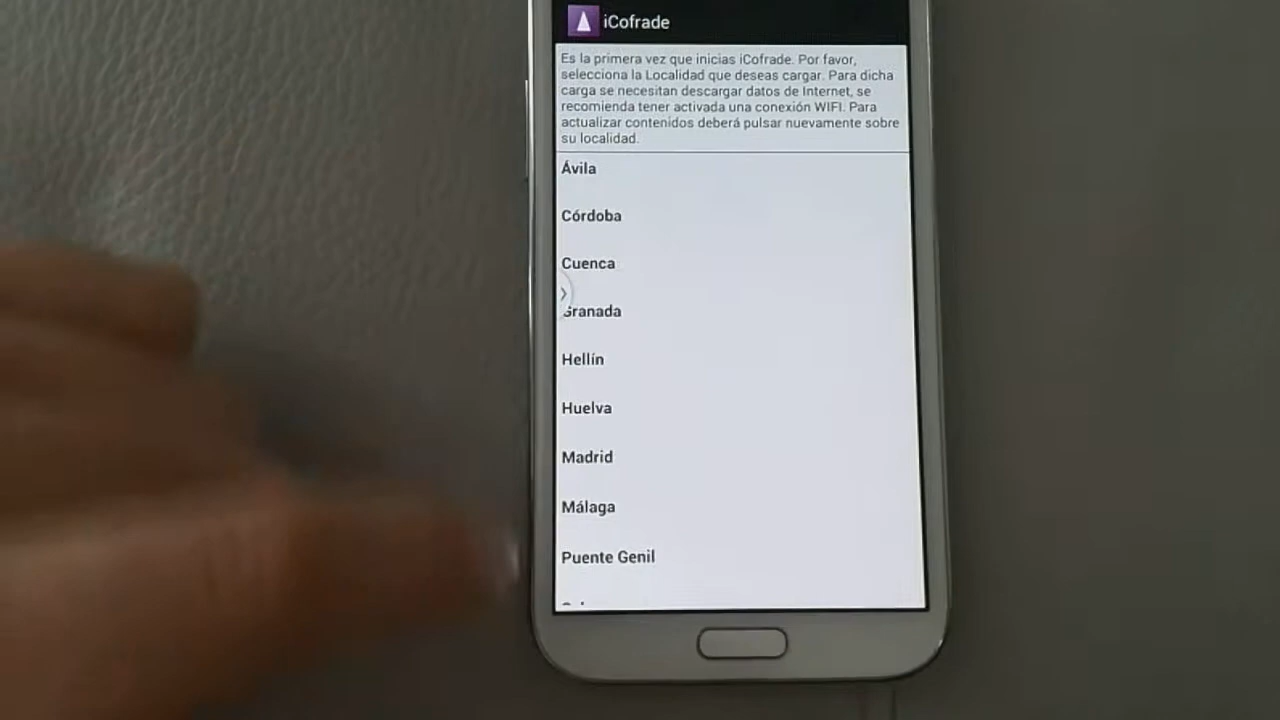 iCofrade
Es la primera vez que inicias iCofrade. Por favor,
selecciona la Localidad que deseas cargar. Para dicha
carga se necesitan descargar datos de Internet, se
recomienda tener activada una conexión WIFI. Para
actualizar contenidos deberá pulsar nuevamente sobre
su localidad.
Ávila
Córdoba
Cuenca
Granada
Hellín
Huelva
Madrid
Málaga
Puente Genil